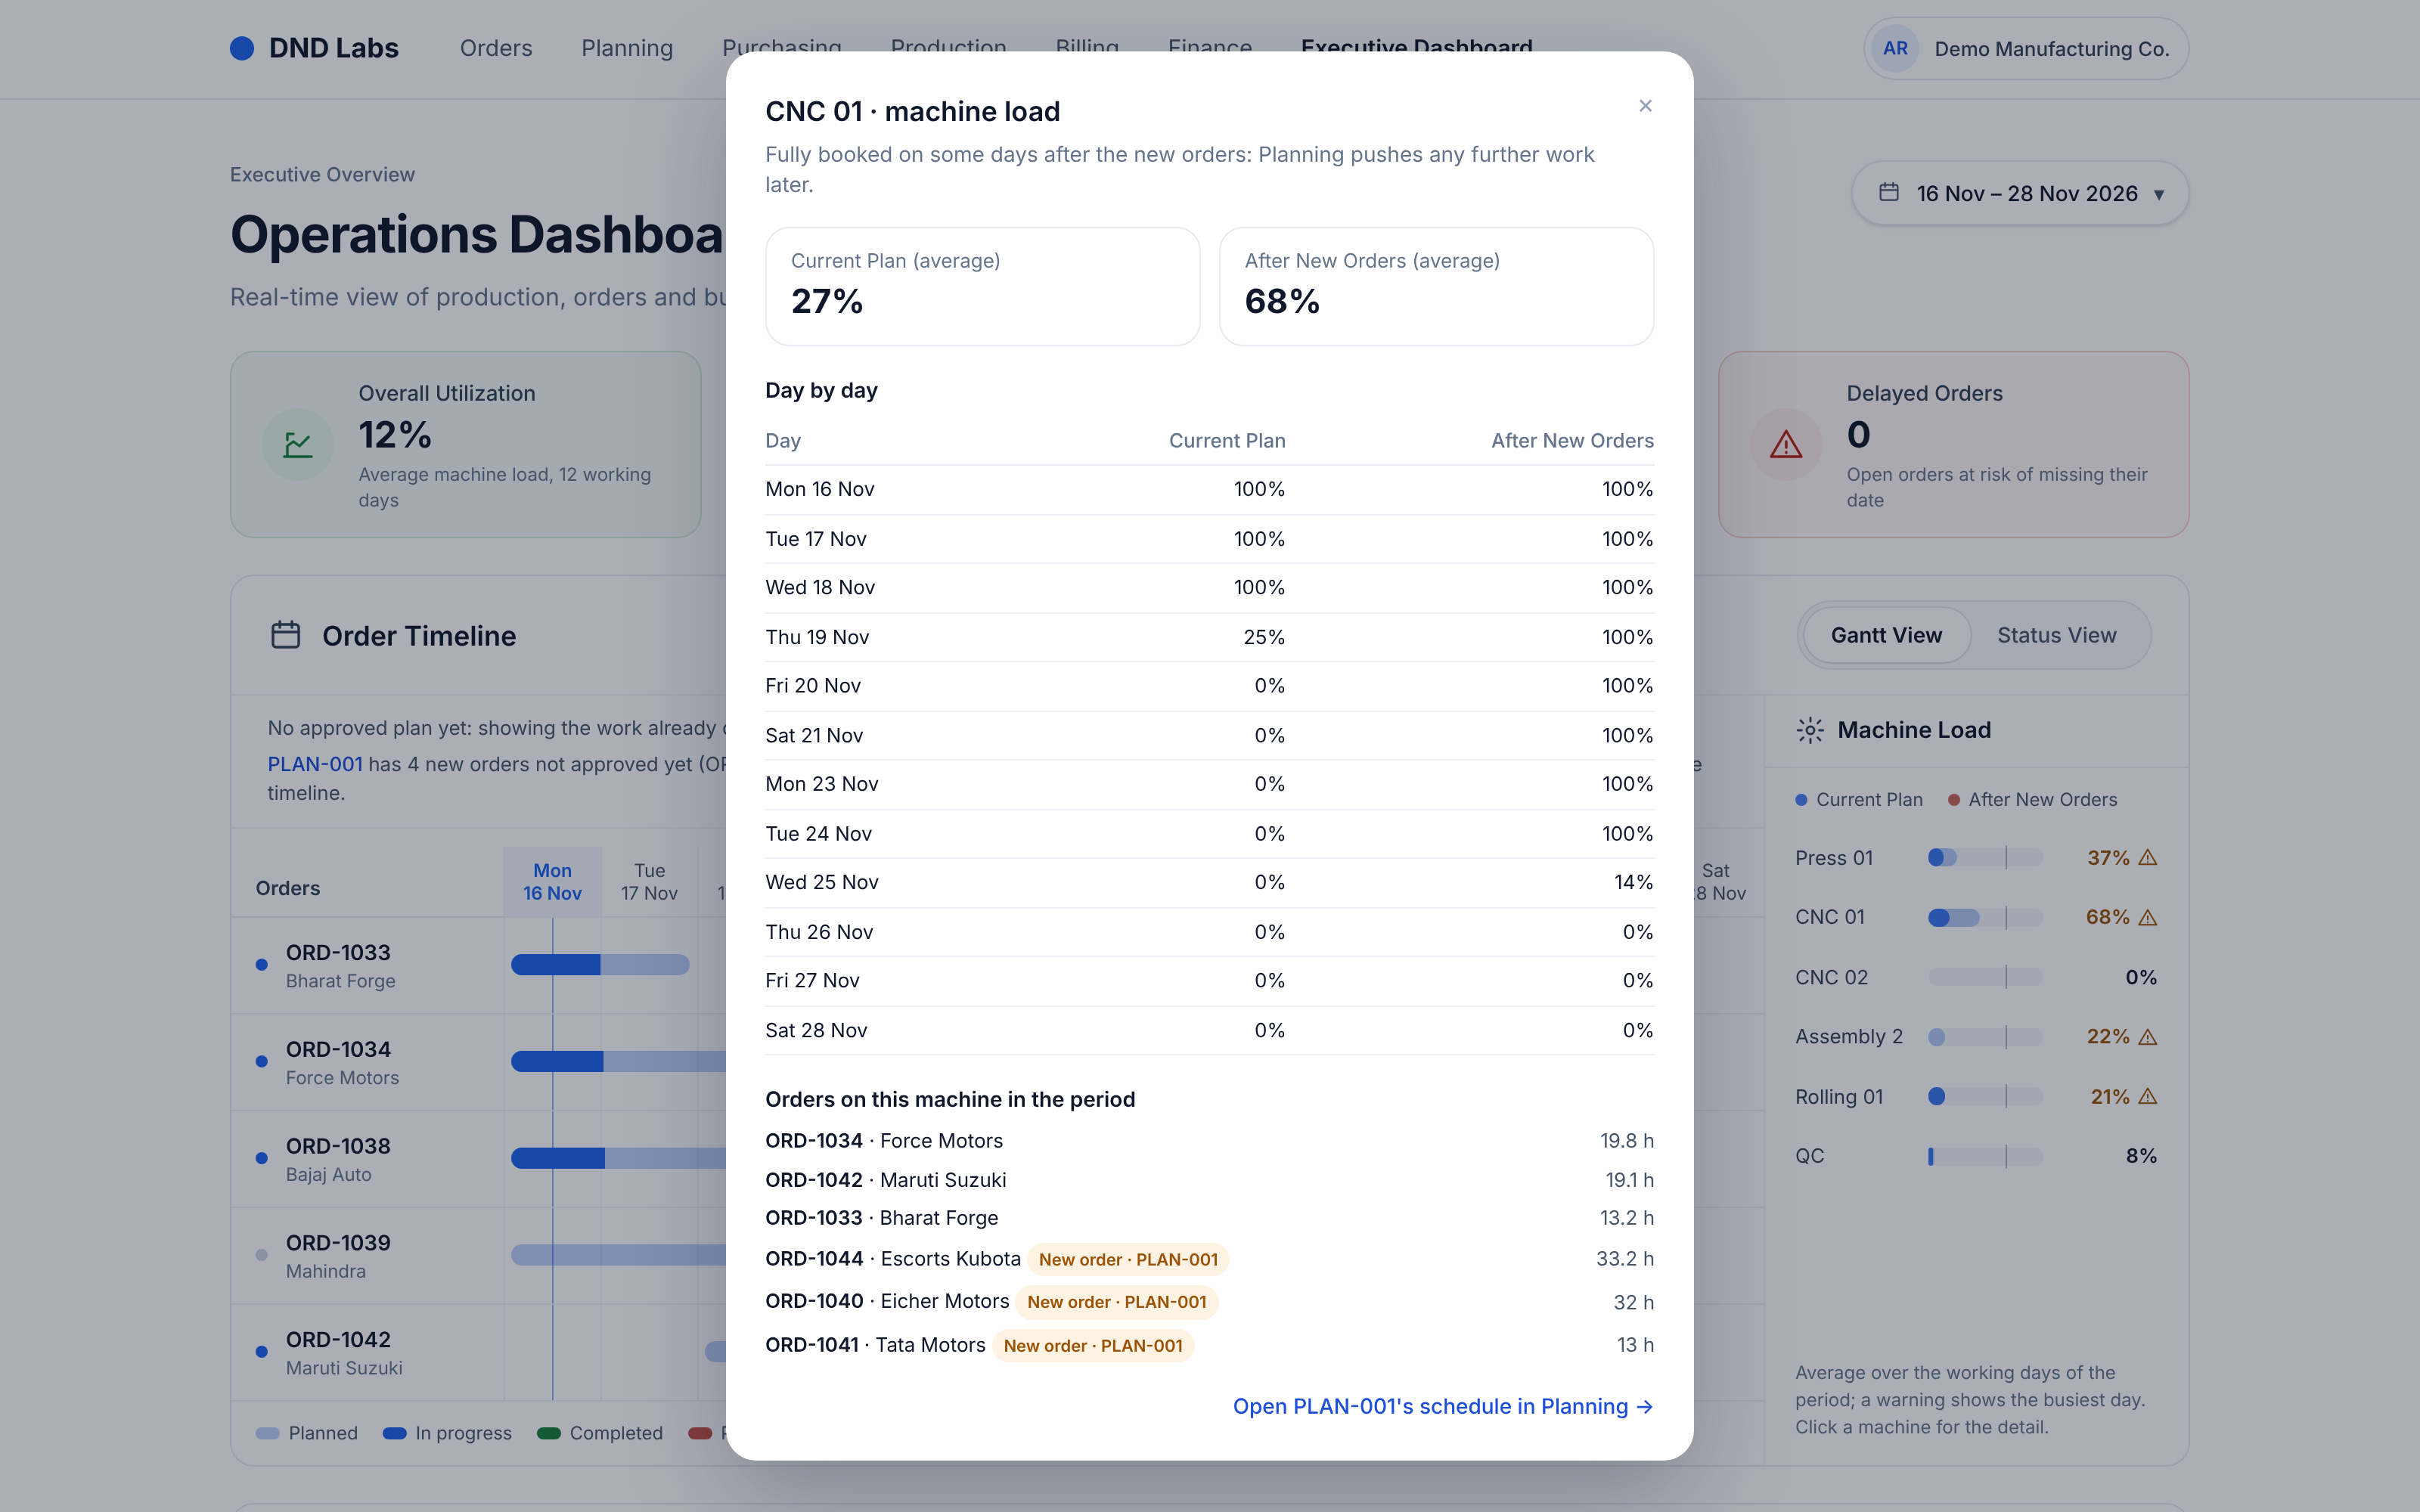 DND Labs
Orders
Planning
Purchasing
Production
Billing
Finance
Executive Dashboard
AR
Demo Manufacturing Co.
Executive Overview
16 Nov – 28 Nov 2026
Real-time view of production, orders and
Overall Utilization
12%
Average machine load, 12 working
days
Delayed Orders
0
Open orders at risk of missing their
date
Order Timeline
Gantt View
Status View
No approved plan yet: showing the work already
PLAN-001 has 4 new orders not approved yet
timeline.
Orders
Mon
16 Nov
Tue
17 Nov
Sat
ORD-1033
Bharat Forge
ORD-1034
Force Motors
ORD-1038
Bajaj Auto
ORD-1039
Mahindra
ORD-1042
Maruti Suzuki
Planned
In progress
Completed
CNC 01 · machine load
×
Fully booked on some days after the new orders: Planning pushes any further work
later.
Current Plan (average)
27%
After New Orders (average)
68%
Day by day
Day Current Plan After New Orders
Mon 16 Nov 100% 100%
Tue 17 Nov 100% 100%
Wed 18 Nov 100% 100%
Thu 19 Nov 25% 100%
Fri 20 Nov 0% 100%
Sat 21 Nov 0% 100%
Mon 23 Nov 0% 100%
Tue 24 Nov 0% 100%
Wed 25 Nov 0% 14%
Thu 26 Nov 0% 0%
Fri 27 Nov 0% 0%
Sat 28 Nov 0% 0%
Orders on this machine in the period
ORD-1034 · Force Motors 19.8 h
ORD-1042 · Maruti Suzuki 19.1 h
ORD-1033 · Bharat Forge 13.2 h
ORD-1044 · Escorts Kubota New order · PLAN-001 33.2 h
ORD-1040 · Eicher Motors New order · PLAN-001 32 h
ORD-1041 · Tata Motors New order · PLAN-001 13 h
Open PLAN-001's schedule in Planning →
Machine Load
Current Plan
After New Orders
Press 01 37%
CNC 01 68%
CNC 02 0%
Assembly 2 22%
Rolling 01 21%
QC 8%
Average over the working days of the
period; a warning shows the busiest day.
Click a machine for the detail.